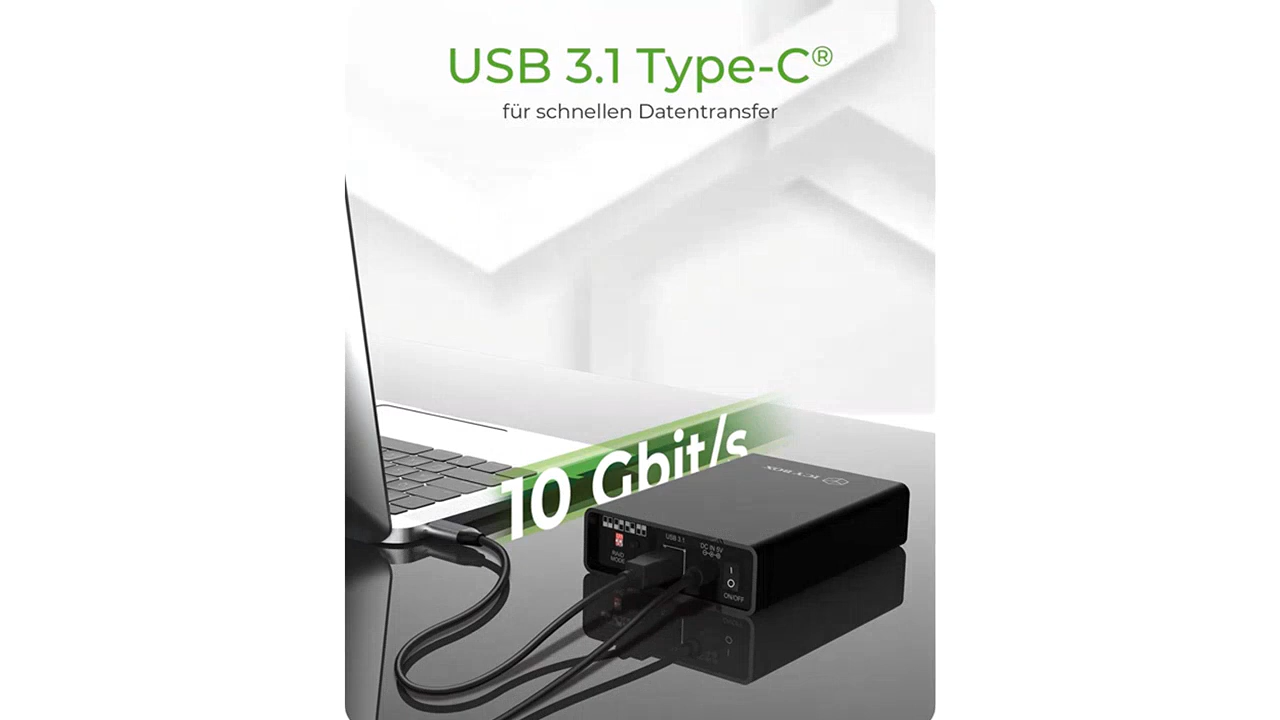 USB 3.1 Type-C®
für schnellen Datentransfer
10 Gbit/s
ICY BOX
RAID
MODE
USB 3.1
DC IN 5V
I
O
ON/OFF